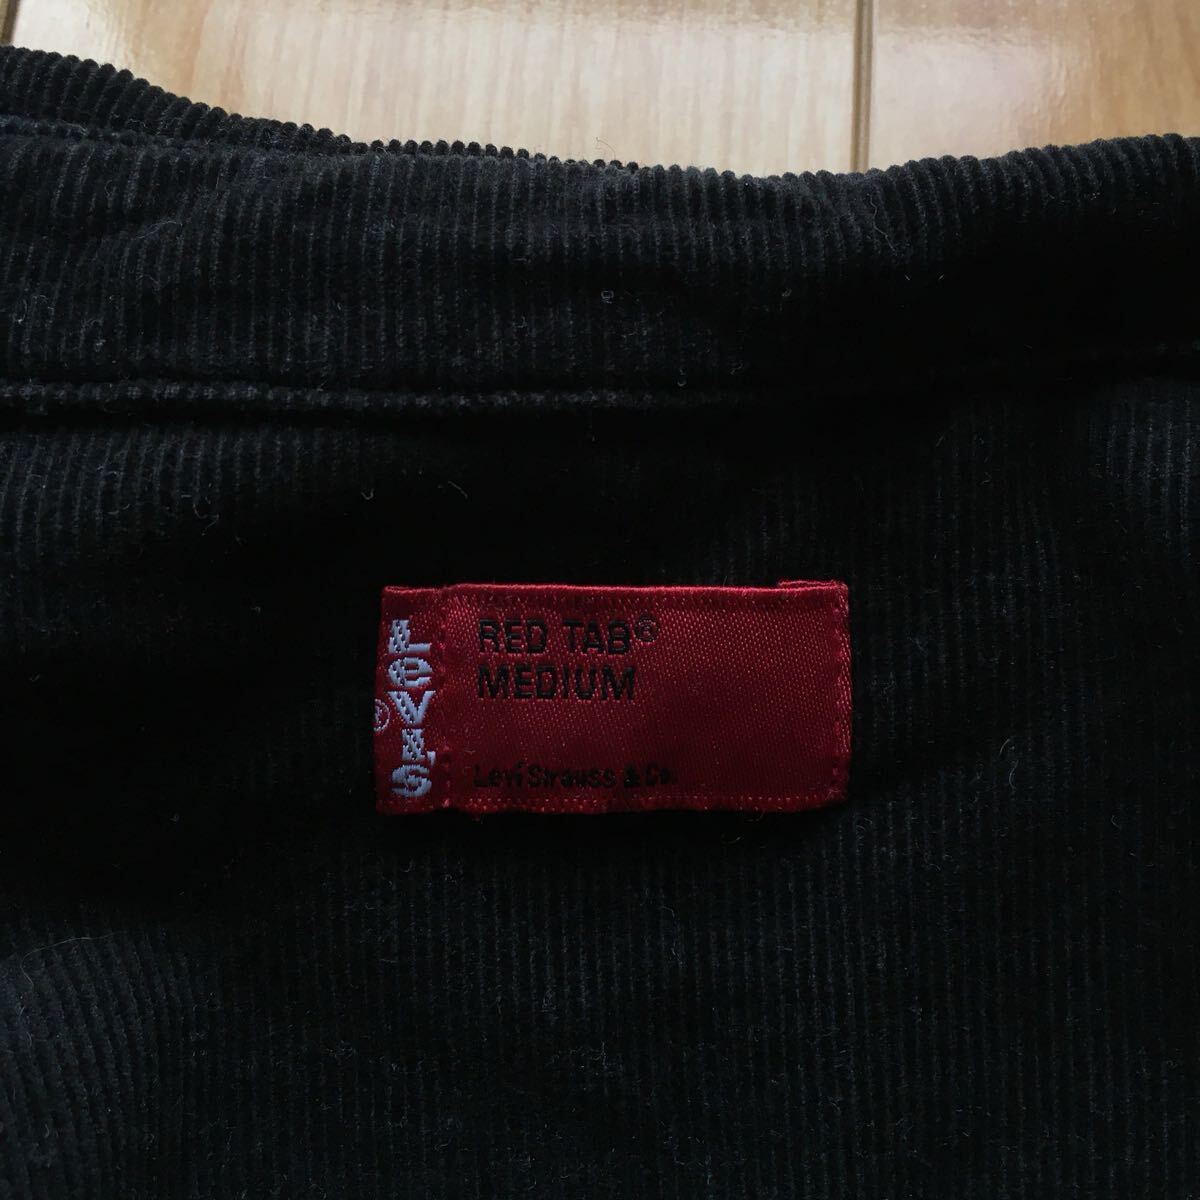 LEVI'S
®
RED TAB®
MEDIUM
Levi Strauss & Co.